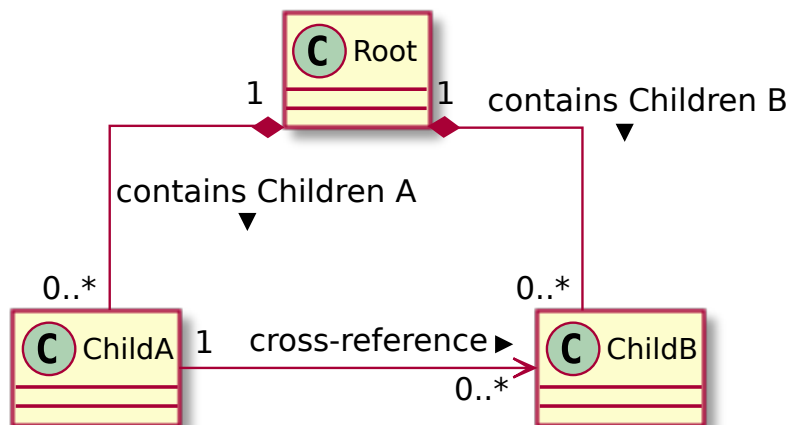 C Root
1
1
contains Children B
▼
contains Children A
▼
0..*
0..*
C ChildA
1
cross-reference ▶
0..*
C ChildB